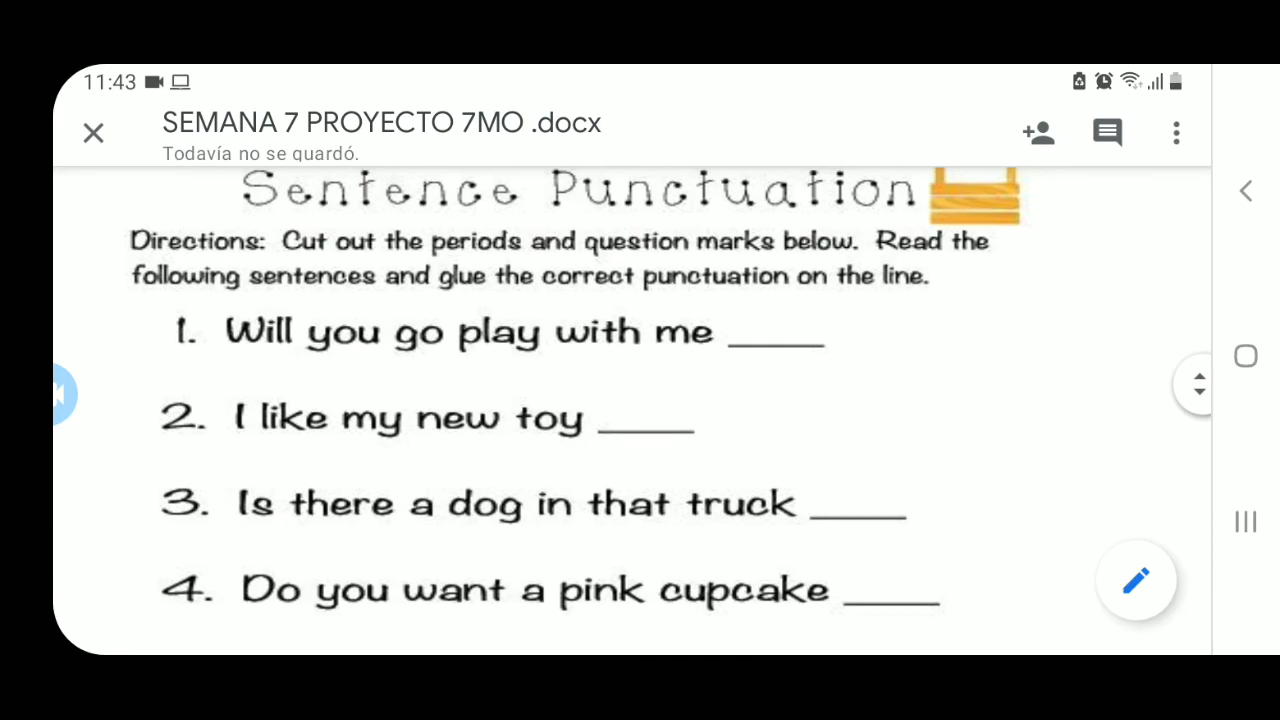 11:43
SEMANA 7 PROYECTO 7MO .docx
Todavía no se guardó.
Sentence Punctuation
Directions: Cut out the periods and question marks below. Read the
following sentences and glue the correct punctuation on the line.
1. Will you go play with me _____
2. I like my new toy _____
3. Is there a dog in that truck _____
4. Do you want a pink cupcake _____